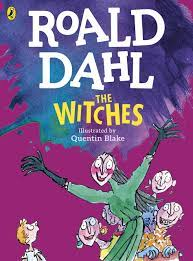 ROALD
DAHL
THE
WITCHES
Illustrated by
Quentin Blake